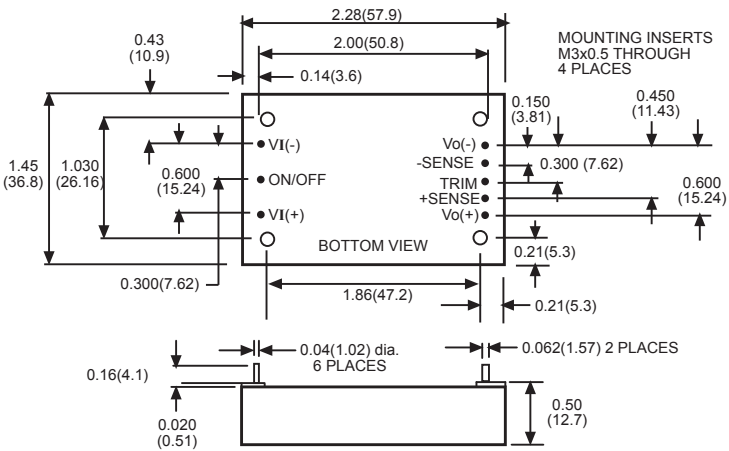 2.28(57.9)
0.43
(10.9)
2.00(50.8)
MOUNTING INSERTS
M3x0.5 THROUGH
4 PLACES
0.14(3.6)
0.150
(3.81)
0.450
(11.43)
1.45
(36.8)
1.030
(26.16)
0.600
(15.24)
VI(-)
ON/OFF
VI(+)
Vo(-)
-SENSE
TRIM
+SENSE
Vo(+)
0.300 (7.62)
0.600
(15.24)
BOTTOM VIEW
0.21(5.3)
0.300(7.62)
1.86(47.2)
0.21(5.3)
0.04(1.02) dia.
6 PLACES
0.062(1.57) 2 PLACES
0.16(4.1)
0.020
(0.51)
0.50
(12.7)